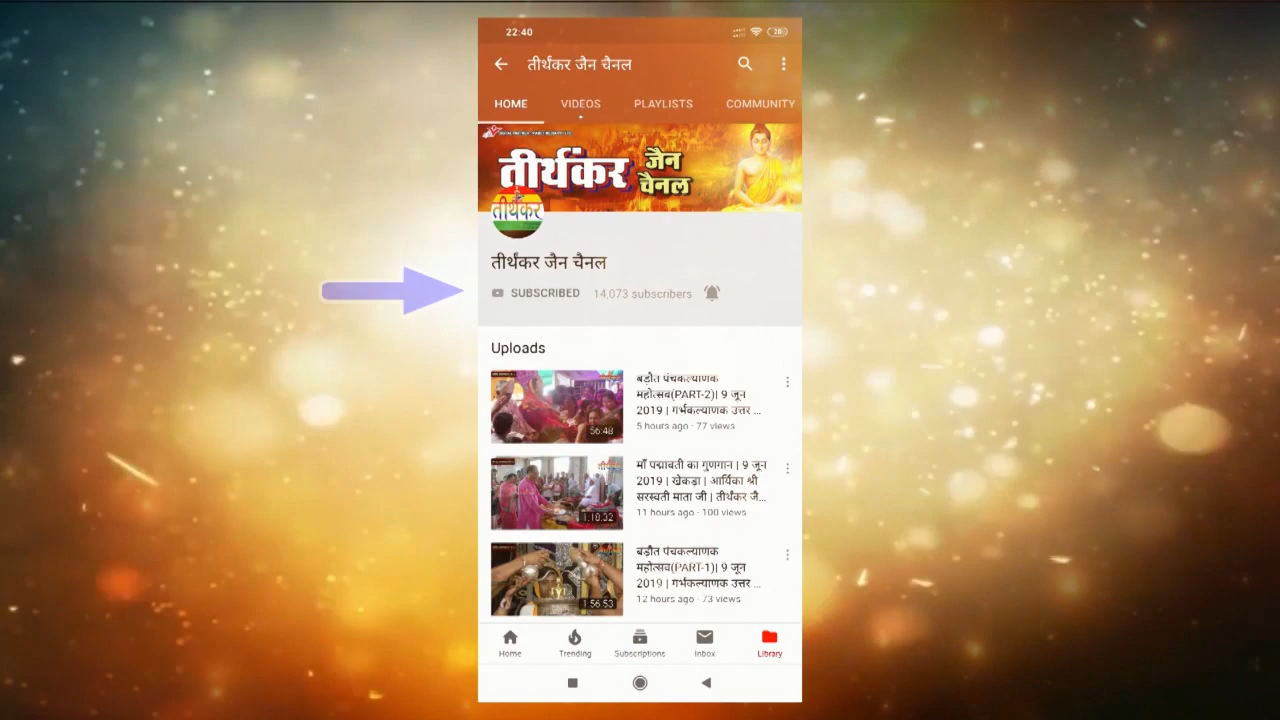 22:40
28
तीर्थंकर जैन चैनल
HOME VIDEOS PLAYLISTS COMMUNITY
तीर्थंकर जैन चैनल
तीर्थंकर
तीर्थंकर जैन चैनल
SUBSCRIBED 14,073 subscribers
Uploads
बड़ौत पंचकल्याणक
महोत्सव(PART-2)| 9 जून
2019 | गर्भकल्याणक उत्तर ...
5 hours ago · 77 views
56:48
माँ पद्मावती का गुणगान | 9 जून
2019 | खेकड़ा | आर्यिका श्री
सरस्वती माता जी | तीर्थंकर जै...
11 hours ago · 100 views
1:18:32
बड़ौत पंचकल्याणक
महोत्सव(PART-1)| 9 जून
2019 | गर्भकल्याणक उत्तर ...
12 hours ago · 73 views
1:56:53
Home Trending Subscriptions Inbox Library